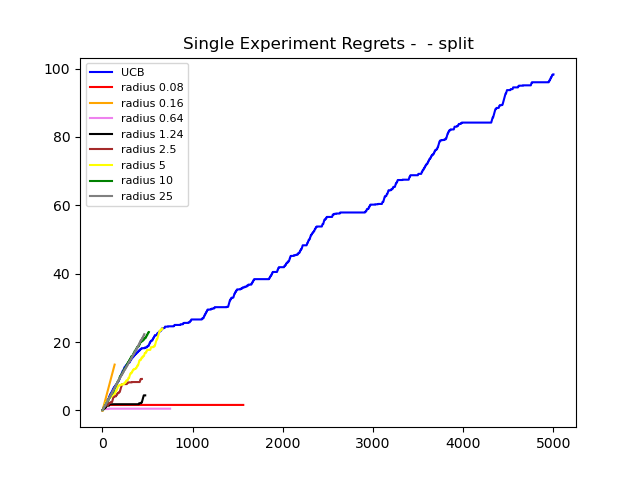 Single Experiment Regrets -  - split
100
80
60
40
20
0
UCB
radius 0.08
radius 0.16
radius 0.64
radius 1.24
radius 2.5
radius 5
radius 10
radius 25
0 1000 2000 3000 4000 5000